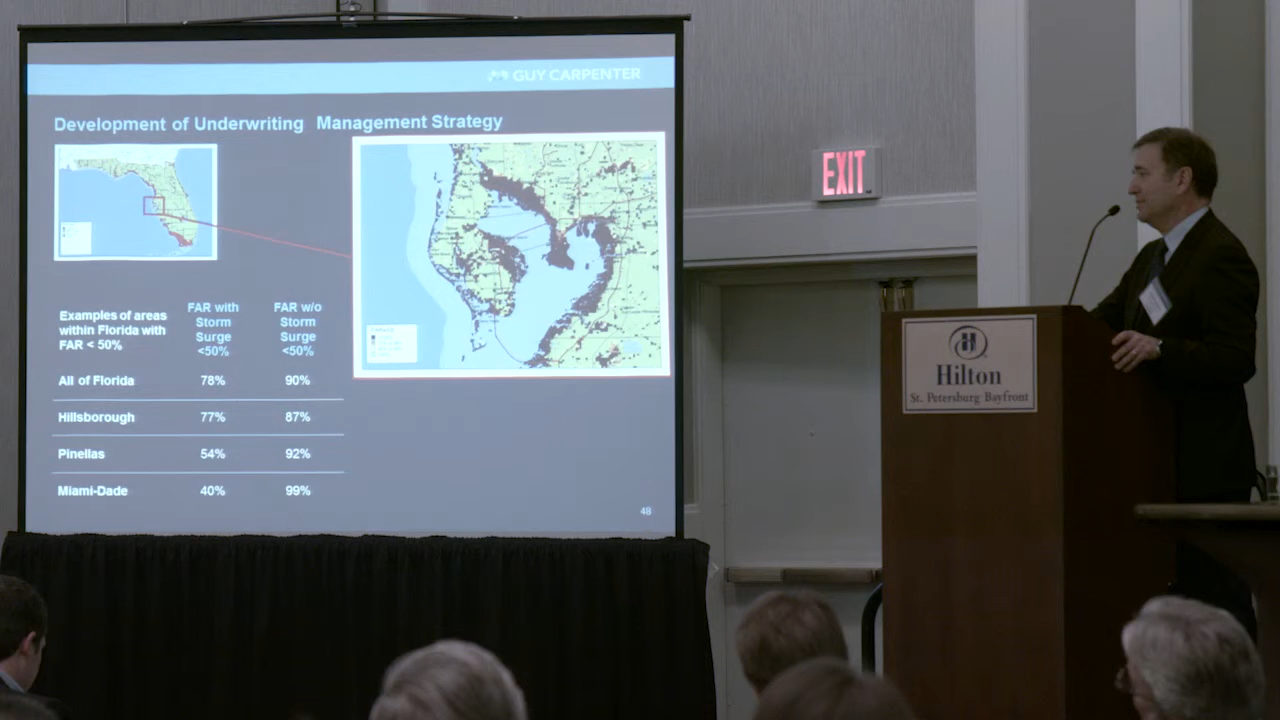 GUY CARPENTER
Development of Underwriting Management Strategy
Examples of areas
within Florida with
FAR < 50%
FAR with
Storm
Surge
<50%
FAR w/o
Storm
Surge
<50%
All of Florida 78% 90%
Hillsborough 77% 87%
Pinellas 54% 92%
Miami-Dade 40% 99%
48
EXIT
H
Hilton
St. Petersburg Bayfront